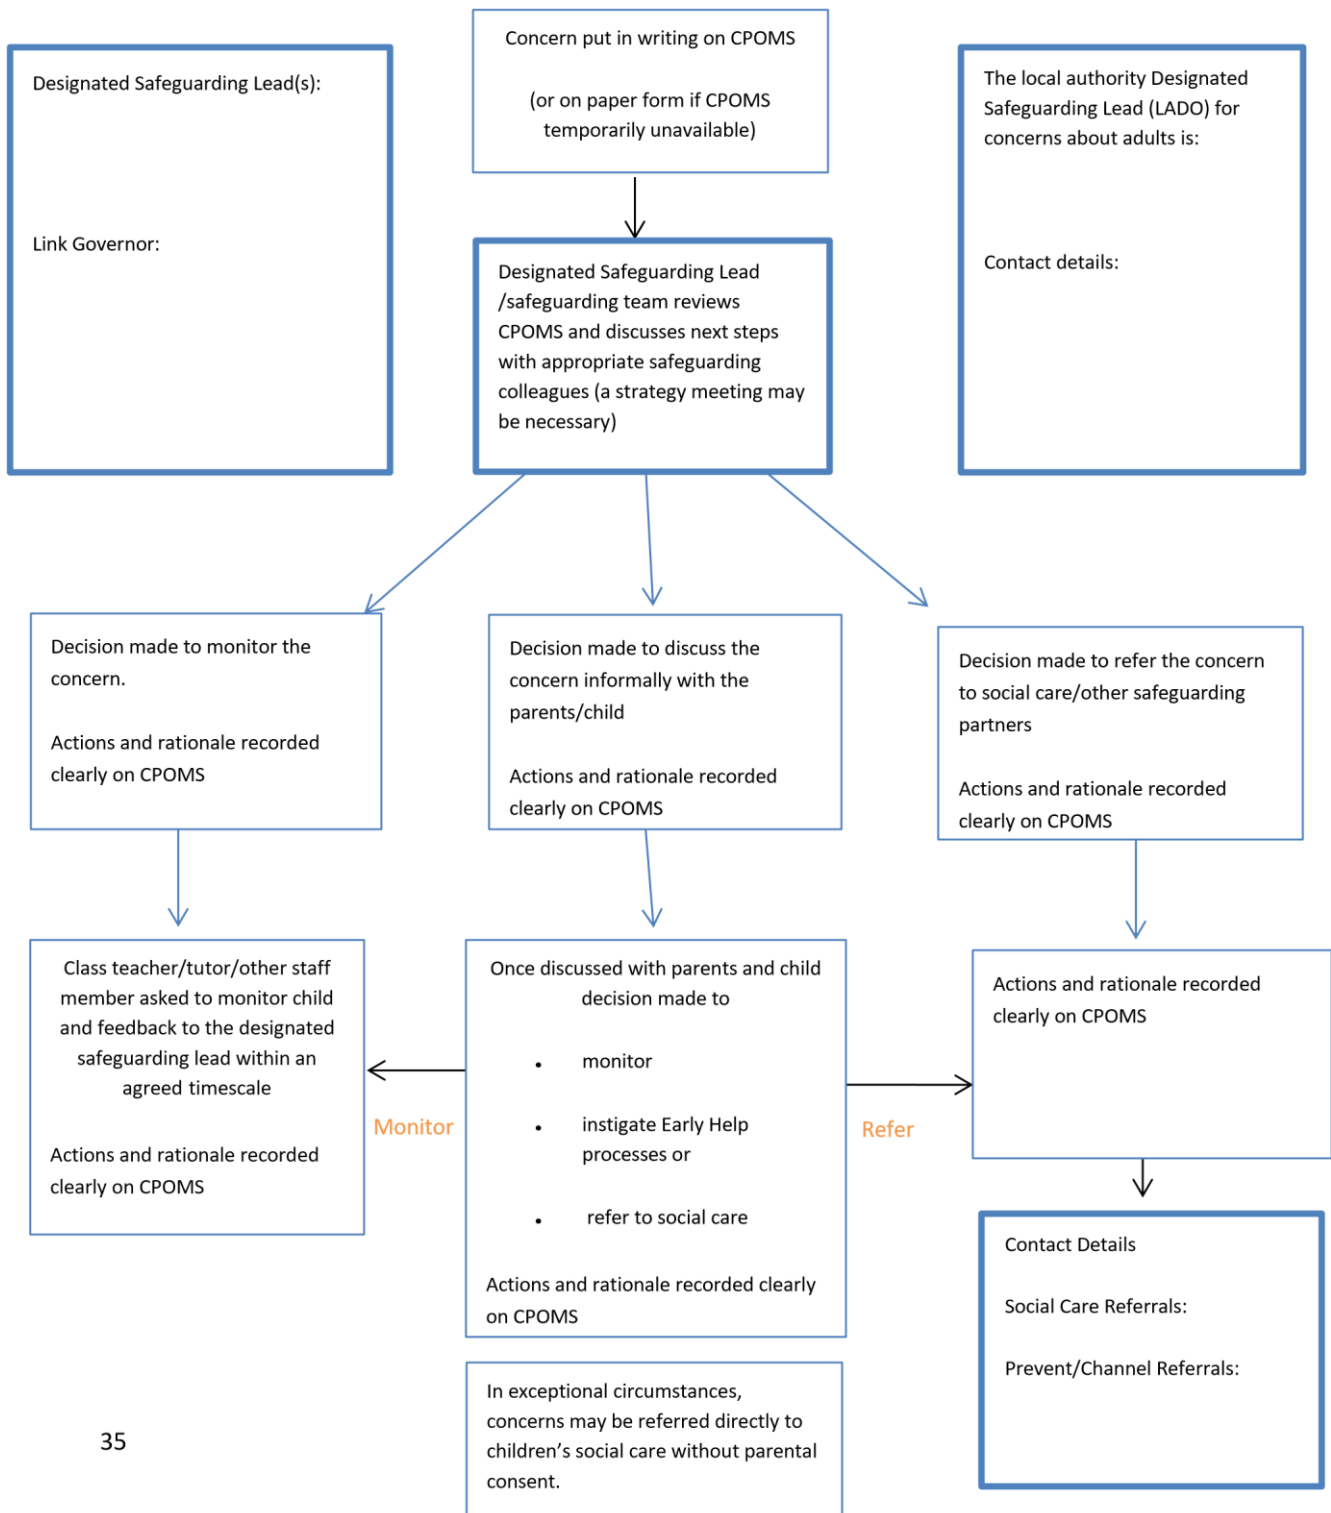 Concern put in writing on CPOMS
(or on paper form if CPOMS
temporarily unavailable)
Designated Safeguarding Lead(s):
Link Governor:
The local authority Designated
Safeguarding Lead (LADO) for
concerns about adults is:
Contact details:
Designated Safeguarding Lead
/safeguarding team reviews
CPOMS and discusses next steps
with appropriate safeguarding
colleagues (a strategy meeting may
be necessary)
Decision made to monitor the
concern.
Actions and rationale recorded
clearly on CPOMS
Decision made to discuss the
concern informally with the
parents/child
Actions and rationale recorded
clearly on CPOMS
Decision made to refer the concern
to social care/other safeguarding
partners
Actions and rationale recorded
clearly on CPOMS
Class teacher/tutor/other staff
member asked to monitor child
and feedback to the designated
safeguarding lead within an
agreed timescale
Actions and rationale recorded
clearly on CPOMS
Monitor
Once discussed with parents and child
decision made to
• monitor
• instigate Early Help
processes or
• refer to social care
Actions and rationale recorded clearly
on CPOMS
Refer
Actions and rationale recorded
clearly on CPOMS
Contact Details
Social Care Referrals:
Prevent/Channel Referrals:
In exceptional circumstances,
concerns may be referred directly to
children’s social care without parental
consent.
35